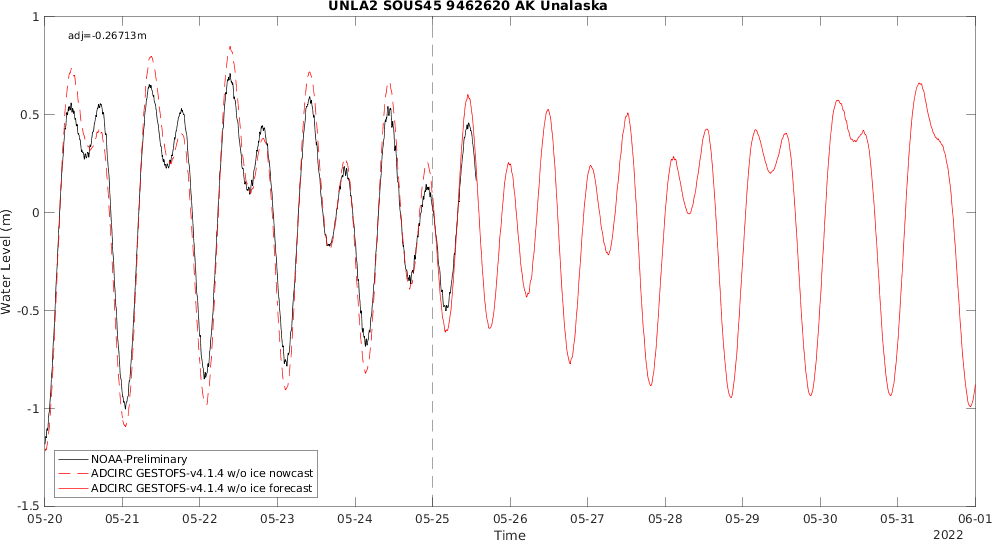 UNLA2 SOUS45 9462620 AK Unalaska
adj=-0.26713m
Water Level (m)
1
0.5
0
-0.5
-1
-1.5
NOAA-Preliminary
ADCIRC GESTOFS-v4.1.4 w/o ice nowcast
ADCIRC GESTOFS-v4.1.4 w/o ice forecast
05-20 05-21 05-22 05-23 05-24 05-25 05-26 05-27 05-28 05-29 05-30 05-31 06-01
Time
2022